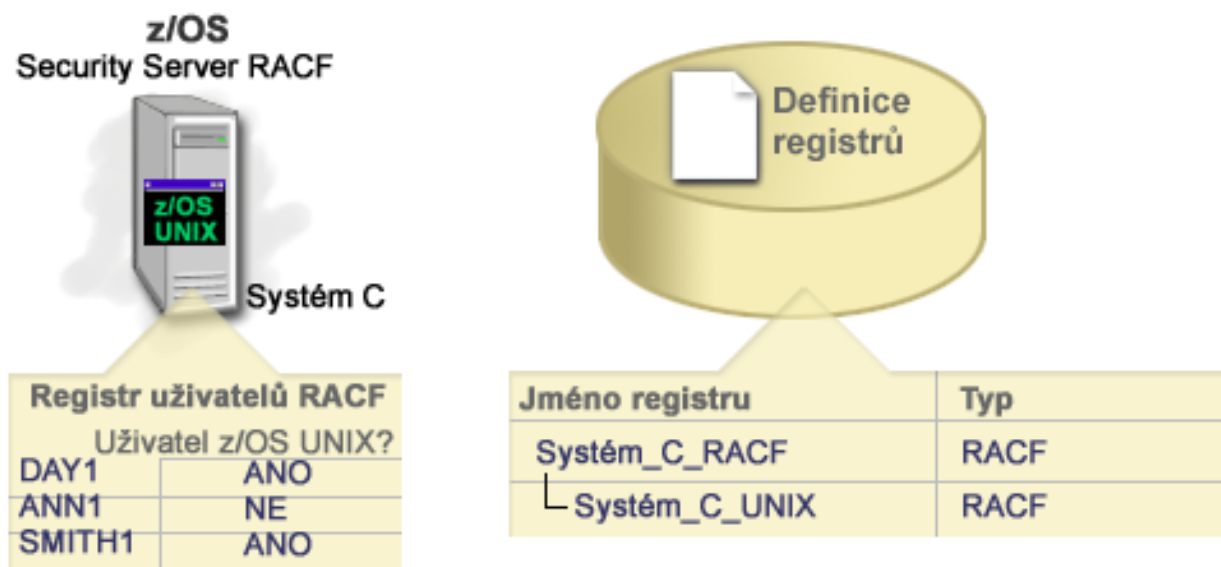 z/OS
Security Server RACF
z/OS
UNIX
Systém C
Registr uživatelů RACF
Uživatel z/OS UNIX?
DAY1 ANO
ANN1 NE
SMITH1 ANO
Definice
registrů
Jméno registru Typ
Systém_C_RACF RACF
Systém_C_UNIX RACF